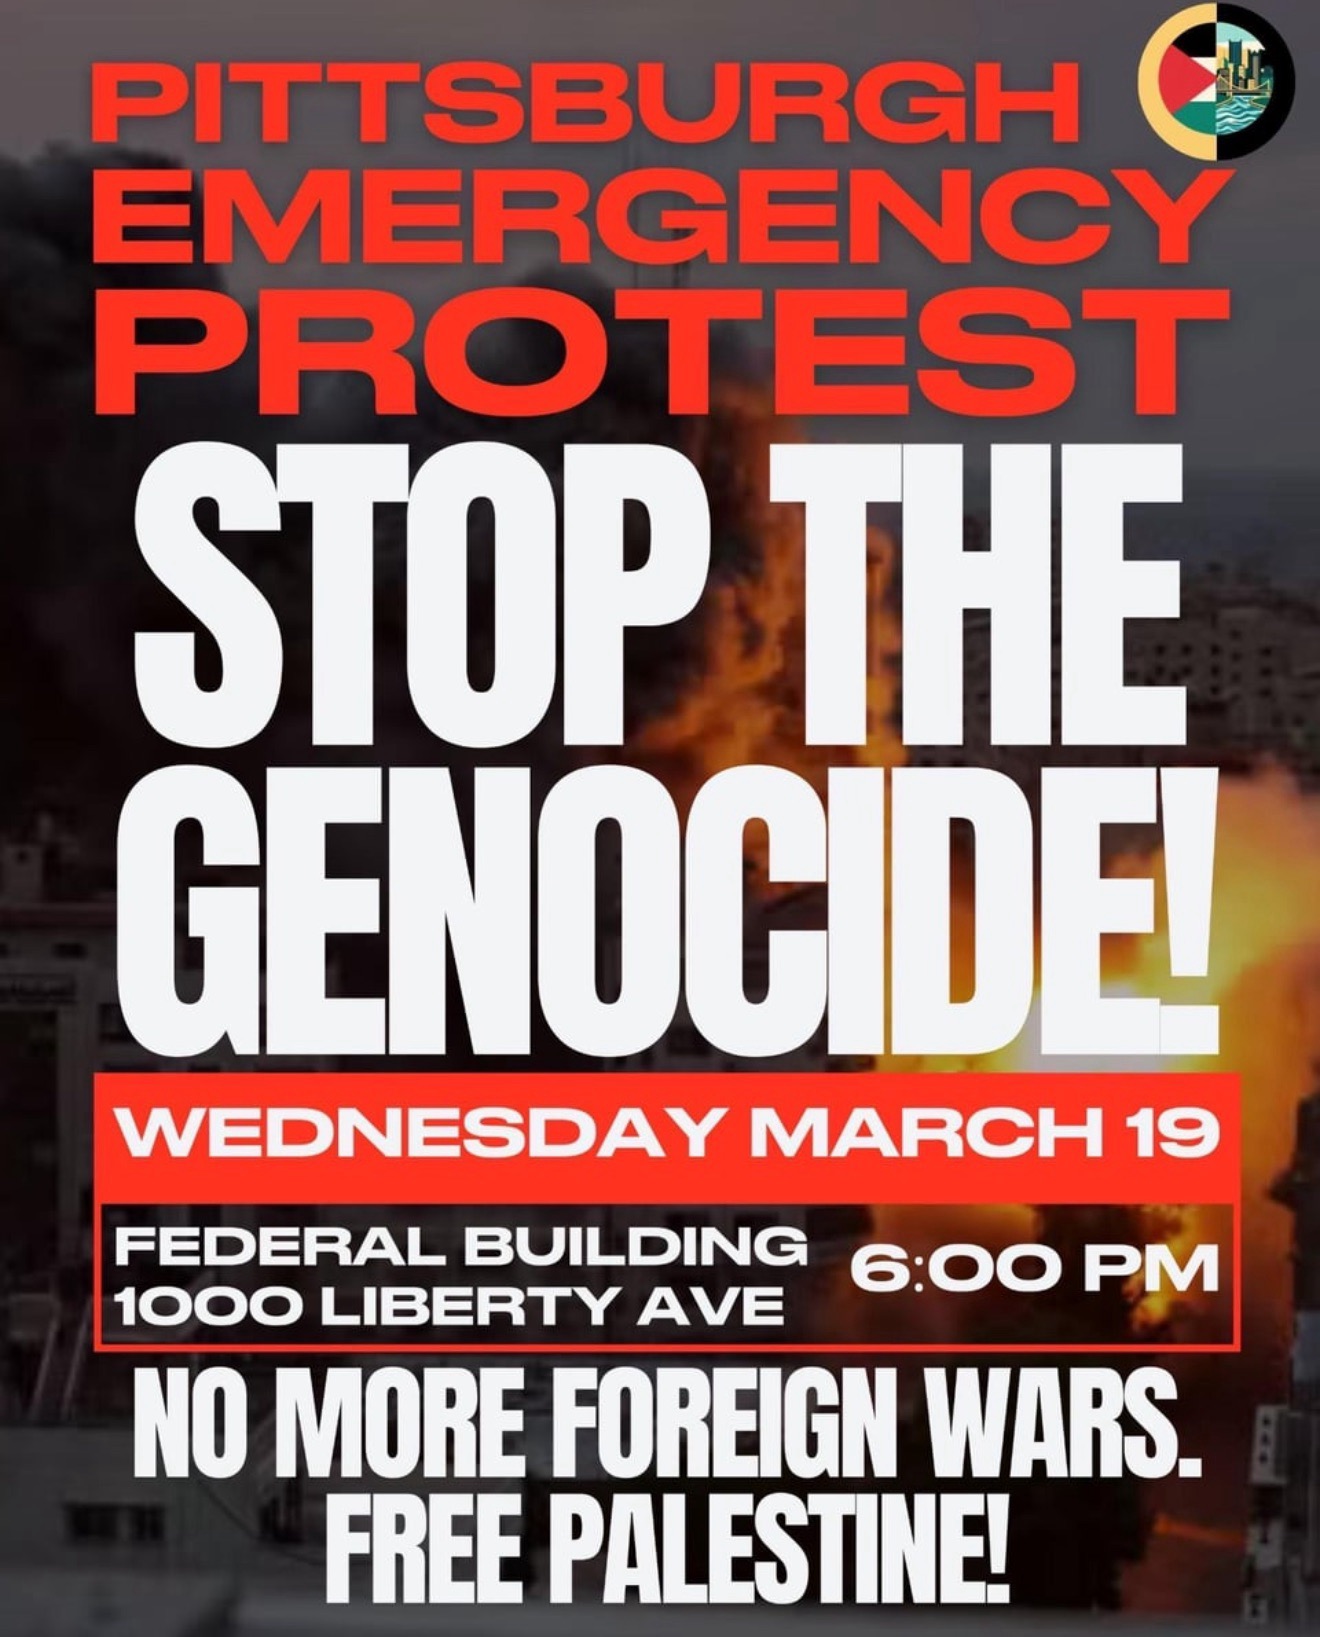 PITTSBURGH
EMERGENCY
PROTEST
STOP THE
GENOCIDE!
WEDNESDAY MARCH 19
FEDERAL BUILDING
1000 LIBERTY AVE
6:00 PM
NO MORE FOREIGN WARS.
FREE PALESTINE!